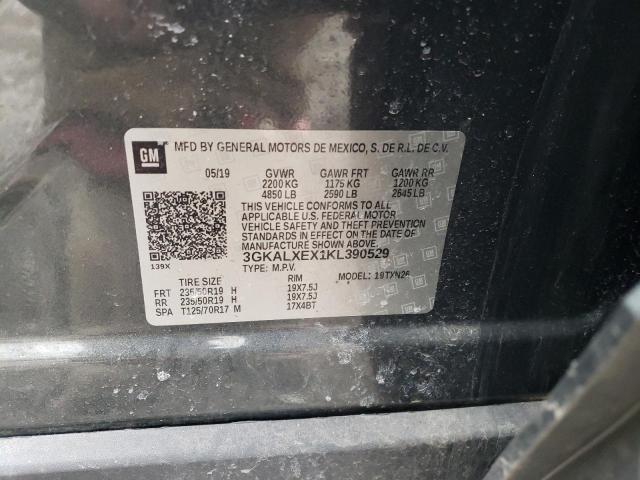 GM MFD BY GENERAL MOTORS DE MEXICO, S. DE R.L. DE C.V.
05/19 GVWR GAWR FRT GAWR RR
2200 KG 1175 KG 1200 KG
4850 LB 2590 LB 2645 LB
THIS VEHICLE CONFORMS TO ALL
APPLICABLE U.S. FEDERAL MOTOR
VEHICLE SAFETY AND THEFT PREVENTION
STANDARDS IN EFFECT ON THE DATE OF
MANUFACTURE SHOWN ABOVE.
139X 3GKALXEX1KL390529
TYPE: M.P.V. MODEL: 19TXN26
TIRE SIZE RIM
FRT 235/50R19 H 19X7.5J
RR 235/50R19 H 19X7.5J
SPA T125/70R17 M 17X4BT